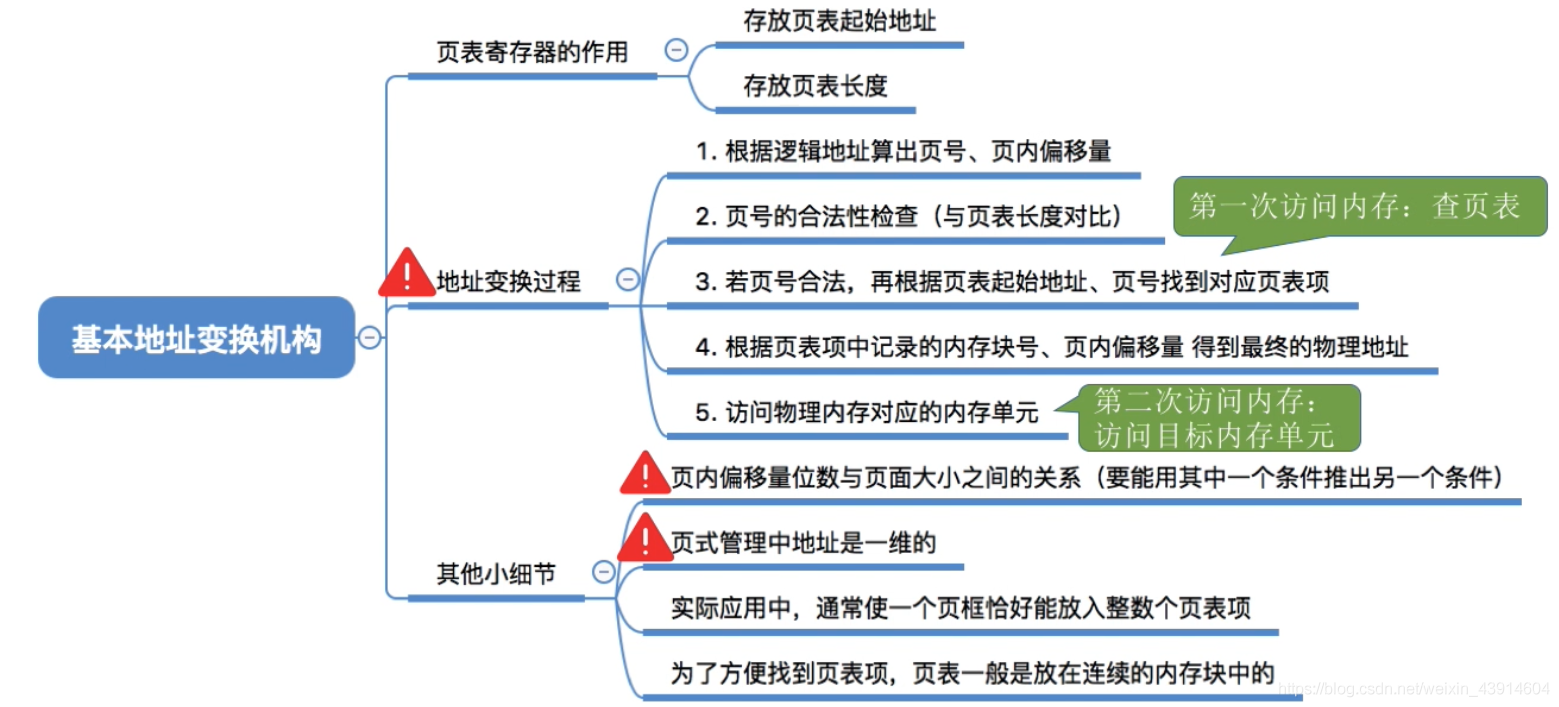 基本地址变换机构
页表寄存器的作用
存放页表起始地址
存放页表长度
地址变换过程
1. 根据逻辑地址算出页号、页内偏移量
2. 页号的合法性检查（与页表长度对比）
第一次访问内存：查页表
3. 若页号合法，再根据页表起始地址、页号找到对应页表项
4. 根据页表项中记录的内存块号、页内偏移量 得到最终的物理地址
5. 访问物理内存对应的内存单元
第二次访问内存：
访问目标内存单元
其他小细节
页内偏移量位数与页面大小之间的关系（要能用其中一个条件推出另一个条件）
页式管理中地址是一维的
实际应用中，通常使一个页框恰好能放入整数个页表项
为了方便找到页表项，页表一般是放在连续的内存块中的
https://blog.csdn.net/weixin_43914604